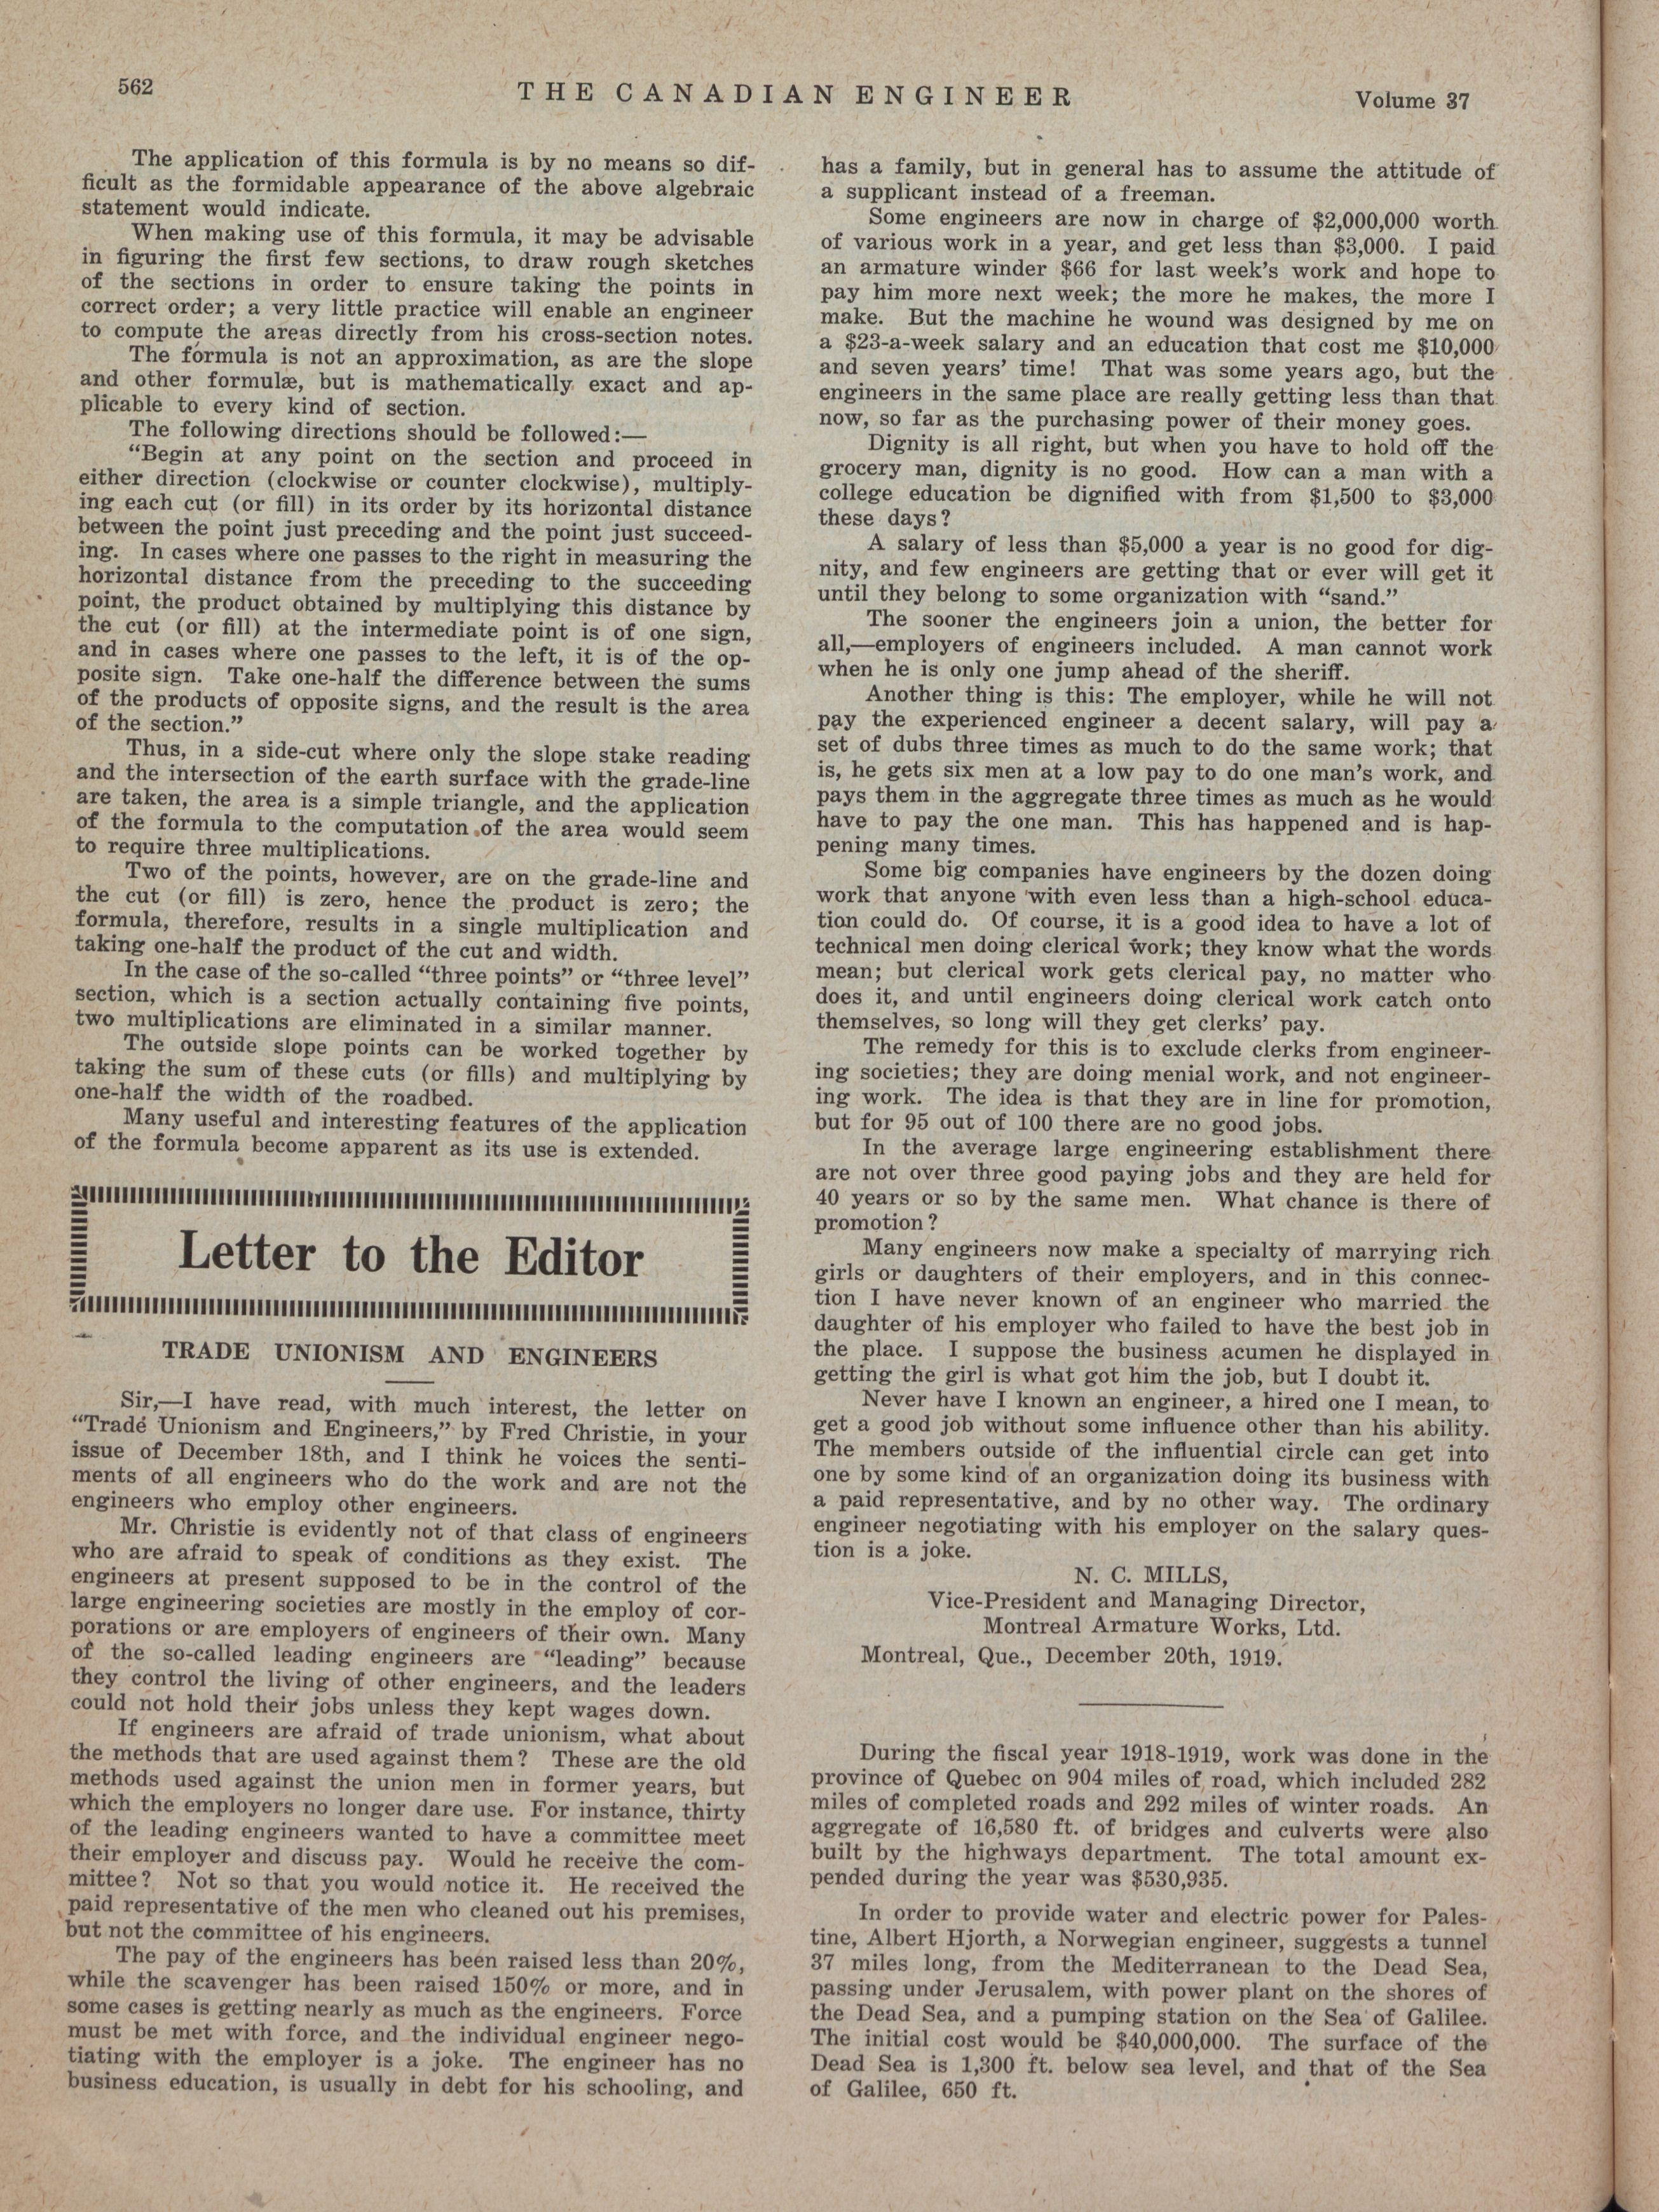 562
THE CANADIAN ENGINEER
Volume 37
The application of this formula is by no means so dif-
ficult as the formidable appearance of the above algebraic
statement would indicate.
When making use of this formula, it may be advisable
in figuring the first few sections, to draw rough sketches
of the sections in order to ensure taking the points in
correct order; a very little practice will enable an engineer
to compute the areas directly from his cross-section notes.
The formula is not an approximation, as are the slope
and other formulæ, but is mathematically exact and ap-
plicable to every kind of section.
The following directions should be followed:—
“Begin at any point on the section and proceed in
either direction (clockwise or counter clockwise), multiply-
ing each cut (or fill) in its order by its horizontal distance
between the point just preceding and the point just succeed-
ing. In cases where one passes to the right in measuring the
horizontal distance from the preceding to the succeeding
point, the product obtained by multiplying this distance by
the cut (or fill) at the intermediate point is of one sign,
and in cases where one passes to the left, it is of the op-
posite sign. Take one-half the difference between the sums
of the products of opposite signs, and the result is the area
of the section.”
Thus, in a side-cut where only the slope stake reading
and the intersection of the earth surface with the grade-line
are taken, the area is a simple triangle, and the application
of the formula to the computation of the area would seem
to require three multiplications.
Two of the points, however, are on the grade-line and
the cut (or fill) is zero, hence the product is zero; the
formula, therefore, results in a single multiplication and
taking one-half the product of the cut and width.
In the case of the so-called “three points” or “three level”
section, which is a section actually containing five points,
two multiplications are eliminated in a similar manner.
The outside slope points can be worked together by
taking the sum of these cuts (or fills) and multiplying by
one-half the width of the roadbed.
Many useful and interesting features of the application
of the formula become apparent as its use is extended.
Letter to the Editor
TRADE UNIONISM AND ENGINEERS
Sir,—I have read, with much interest, the letter on
“Trade Unionism and Engineers,” by Fred Christie, in your
issue of December 18th, and I think he voices the senti-
ments of all engineers who do the work and are not the
engineers who employ other engineers.
Mr. Christie is evidently not of that class of engineers
who are afraid to speak of conditions as they exist. The
engineers at present supposed to be in the control of the
large engineering societies are mostly in the employ of cor-
porations or are employers of engineers of their own. Many
of the so-called leading engineers are “leading” because
they control the living of other engineers, and the leaders
could not hold their jobs unless they kept wages down.
If engineers are afraid of trade unionism, what about
the methods that are used against them? These are the old
methods used against the union men in former years, but
which the employers no longer dare use. For instance, thirty
of the leading engineers wanted to have a committee meet
their employer and discuss pay. Would he receive the com-
mittee? Not so that you would notice it. He received the
paid representative of the men who cleaned out his premises,
but not the committee of his engineers.
The pay of the engineers has been raised less than 20%,
while the scavenger has been raised 150% or more, and in
some cases is getting nearly as much as the engineers. Force
must be met with force, and the individual engineer nego-
tiating with the employer is a joke. The engineer has no
business education, is usually in debt for his schooling, and
has a family, but in general has to assume the attitude of
a supplicant instead of a freeman.
Some engineers are now in charge of $2,000,000 worth
of various work in a year, and get less than $3,000. I paid
an armature winder $66 for last week’s work and hope to
pay him more next week; the more he makes, the more I
make. But the machine he wound was designed by me on
a $23-a-week salary and an education that cost me $10,000
and seven years’ time! That was some years ago, but the
engineers in the same place are really getting less than that
now, so far as the purchasing power of their money goes.
Dignity is all right, but when you have to hold off the
grocery man, dignity is no good. How can a man with a
college education be dignified with from $1,500 to $3,000
these days?
A salary of less than $5,000 a year is no good for dig-
nity, and few engineers are getting that or ever will get it
until they belong to some organization with “sand.”
The sooner the engineers join a union, the better for
all,—employers of engineers included. A man cannot work
when he is only one jump ahead of the sheriff.
Another thing is this: The employer, while he will not
pay the experienced engineer a decent salary, will pay a
set of dubs three times as much to do the same work; that
is, he gets six men at a low pay to do one man’s work, and
pays them in the aggregate three times as much as he would
have to pay the one man. This has happened and is hap-
pening many times.
Some big companies have engineers by the dozen doing
work that anyone with even less than a high-school educa-
tion could do. Of course, it is a good idea to have a lot of
technical men doing clerical work; they know what the words
mean; but clerical work gets clerical pay, no matter who
does it, and until engineers doing clerical work catch onto
themselves, so long will they get clerks’ pay.
The remedy for this is to exclude clerks from engineer-
ing societies; they are doing menial work, and not engineer-
ing work. The idea is that they are in line for promotion,
but for 95 out of 100 there are no good jobs.
In the average large engineering establishment there
are not over three good paying jobs and they are held for
40 years or so by the same men. What chance is there of
promotion?
Many engineers now make a specialty of marrying rich
girls or daughters of their employers, and in this connec-
tion I have never known of an engineer who married the
daughter of his employer who failed to have the best job in
the place. I suppose the business acumen he displayed in
getting the girl is what got him the job, but I doubt it.
Never have I known an engineer, a hired one I mean, to
get a good job without some influence other than his ability.
The members outside of the influential circle can get into
one by some kind of an organization doing its business with
a paid representative, and by no other way. The ordinary
engineer negotiating with his employer on the salary ques-
tion is a joke.
N. C. MILLS,
Vice-President and Managing Director,
Montreal Armature Works, Ltd.
Montreal, Que., December 20th, 1919.
During the fiscal year 1918-1919, work was done in the
province of Quebec on 904 miles of road, which included 282
miles of completed roads and 292 miles of winter roads. An
aggregate of 16,580 ft. of bridges and culverts were also
built by the highways department. The total amount ex-
pended during the year was $530,935.
In order to provide water and electric power for Pales-
tine, Albert Hjorth, a Norwegian engineer, suggests a tunnel
37 miles long, from the Mediterranean to the Dead Sea,
passing under Jerusalem, with power plant on the shores of
the Dead Sea, and a pumping station on the Sea of Galilee.
The initial cost would be $40,000,000. The surface of the
Dead Sea is 1,300 ft. below sea level, and that of the Sea
of Galilee, 650 ft.